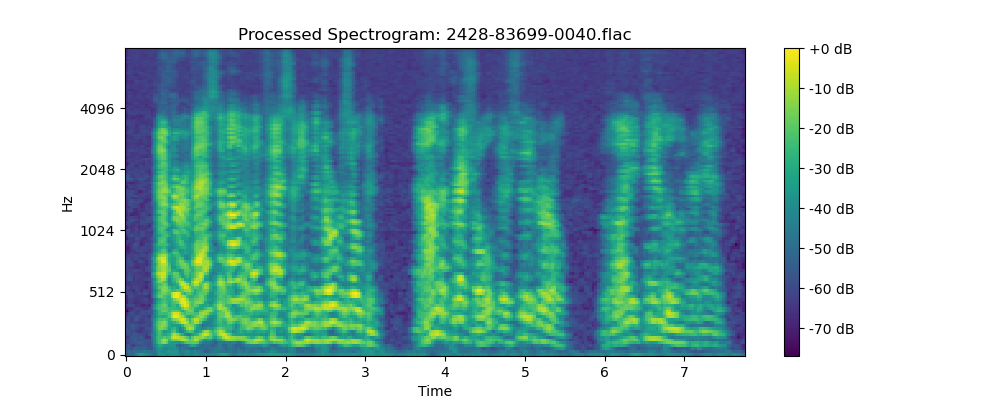 Processed Spectrogram: 2428-83699-0040.flac
Hz
4096
2048
1024
512
0
0 1 2 3 4 5 6 7
Time
+0 dB
-10 dB
-20 dB
-30 dB
-40 dB
-50 dB
-60 dB
-70 dB